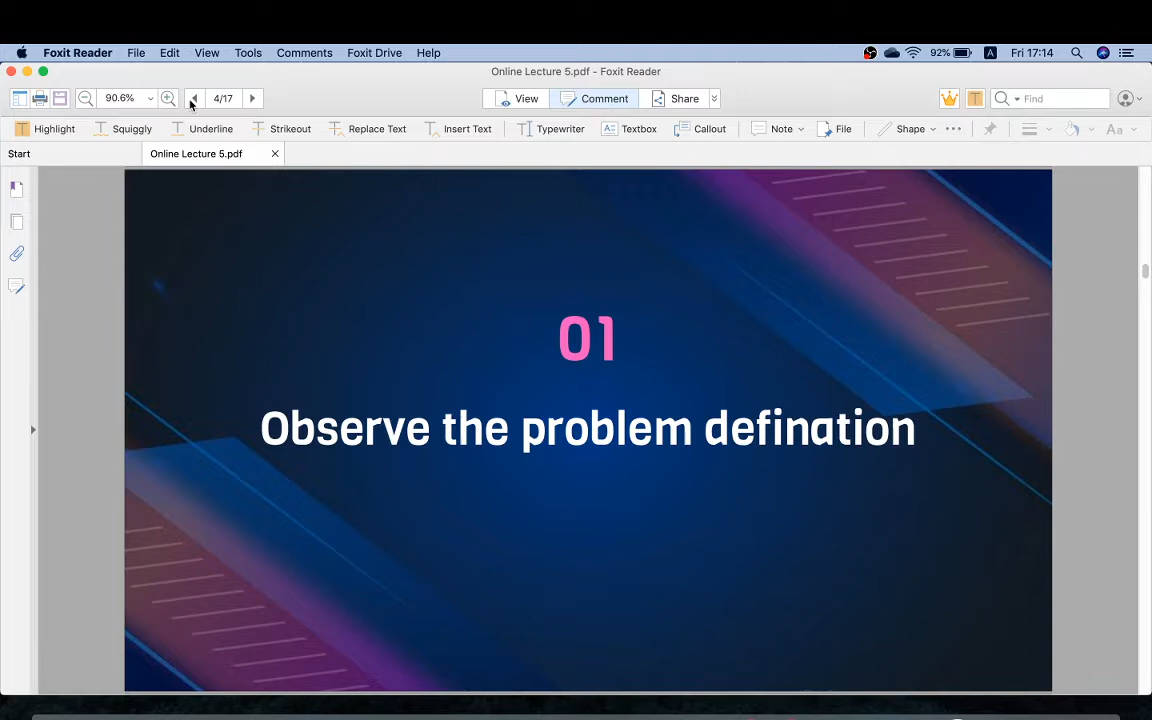 Foxit Reader File Edit View Tools Comments Foxit Drive Help 92% A Fri 17:14
Online Lecture 5.pdf - Foxit Reader
90.6% 4/17 View Comment Share Find
Highlight Squiggly Underline Strikeout Replace Text Insert Text Typewriter Textbox Callout Note File Shape Aa
Start Online Lecture 5.pdf
01
Observe the problem defination